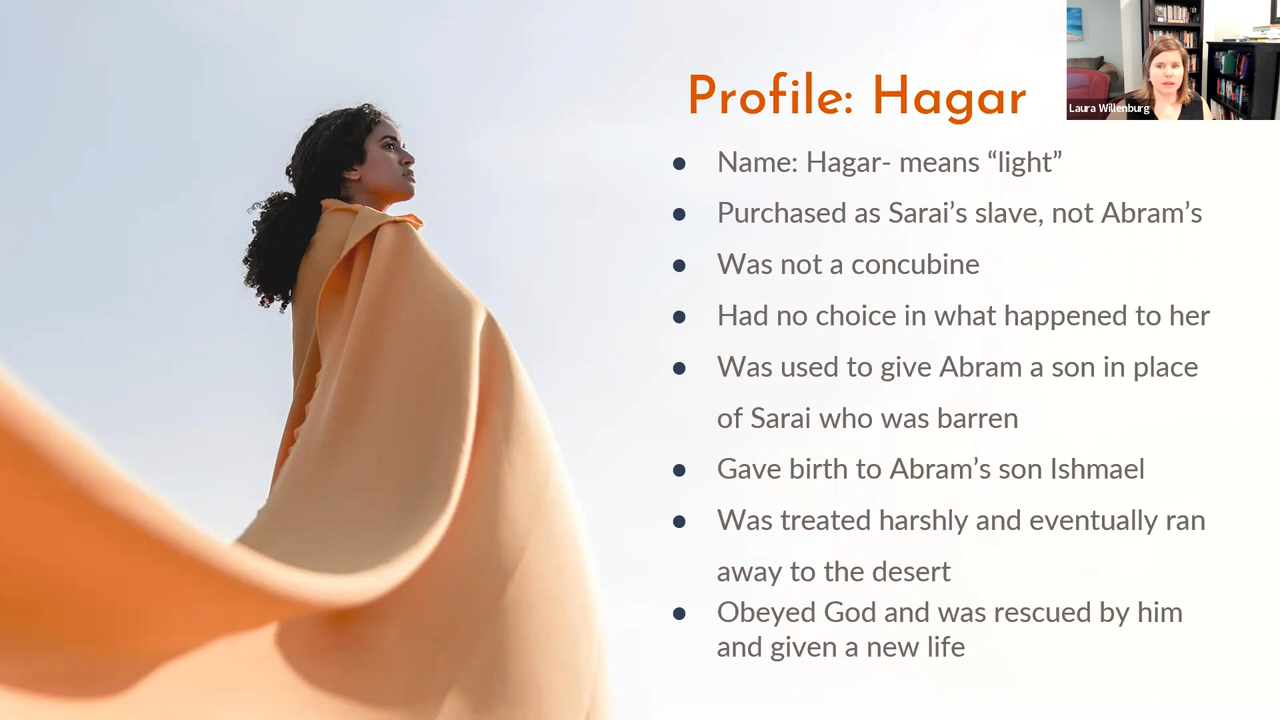 Profile: Hagar
Laura Willenburg
● Name: Hagar- means “light”
● Purchased as Sarai’s slave, not Abram’s
● Was not a concubine
● Had no choice in what happened to her
● Was used to give Abram a son in place
of Sarai who was barren
● Gave birth to Abram’s son Ishmael
● Was treated harshly and eventually ran
away to the desert
● Obeyed God and was rescued by him
and given a new life